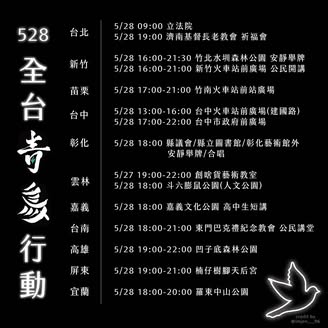 528
全台青鳥行動
台北
5/28 09:00 立法院
5/28 19:00 濟南基督長老教會 祈福會
新竹
5/28 16:00-21:30 竹北水圳森林公園 安靜舉牌
5/28 16:00-21:00 新竹火車站前廣場 公民開講
苗栗
5/28 17:00-21:00 竹南火車站前站廣場
台中
5/28 13:00-16:00 台中火車站前廣場(建國路)
5/28 17:00-22:00 台中市政府前廣場
彰化
5/28 18:00 縣議會/縣立圖書館/彰化藝術館外
安靜舉牌/合唱
雲林
5/27 19:00-22:00 創啥貨藝術教室
5/28 18:00 斗六膨鼠公園(人文公園)
嘉義
5/28 18:00 嘉義文化公園 高中生短講
台南
5/28 18:00-21:00 東門巴克禮紀念教會 公民講堂
高雄
5/28 19:00-22:00 凹子底森林公園
屏東
5/28 19:00-21:00 楠仔樹腳天后宮
宜蘭
5/28 18:00-20:00 羅東中山公園
credit by